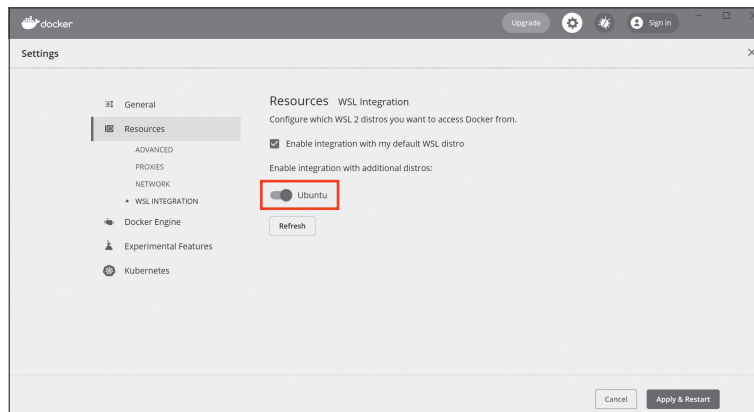 docker
Upgrade
Sign in
Settings
General
Resources
ADVANCED
PROXIES
NETWORK
WSL INTEGRATION
Docker Engine
Experimental Features
Kubernetes
Resources WSL Integration
Configure which WSL 2 distros you want to access Docker from.
Enable integration with my default WSL distro
Enable integration with additional distros:
Ubuntu
Refresh
Cancel
Apply & Restart